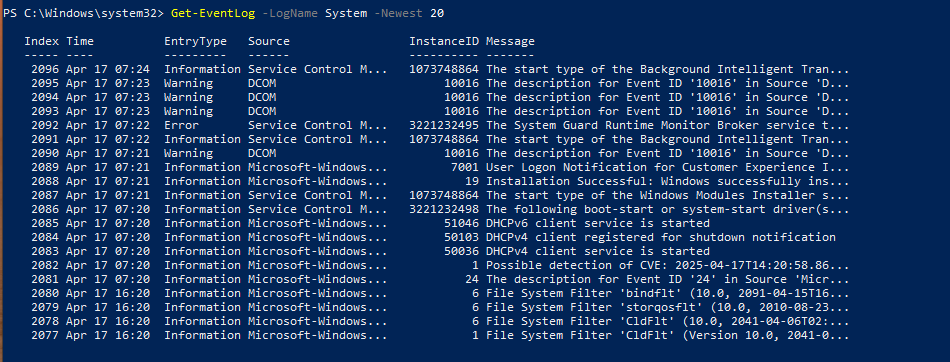 PS C:\Windows\system32> Get-EventLog -LogName System -Newest 20
Index Time EntryType Source InstanceID Message
----- ---- --------- ------ ---------- -------
2096 Apr 17 07:24 Information Service Control M... 1073748864 The start type of the Background Intelligent Tran...
2095 Apr 17 07:23 Warning DCOM 10016 The description for Event ID '10016' in Source 'D...
2094 Apr 17 07:23 Warning DCOM 10016 The description for Event ID '10016' in Source 'D...
2093 Apr 17 07:23 Warning DCOM 10016 The description for Event ID '10016' in Source 'D...
2092 Apr 17 07:22 Error Service Control M... 3221232495 The System Guard Runtime Monitor Broker service t...
2091 Apr 17 07:22 Information Service Control M... 1073748864 The start type of the Background Intelligent Tran...
2090 Apr 17 07:21 Warning DCOM 10016 The description for Event ID '10016' in Source 'D...
2089 Apr 17 07:21 Information Microsoft-Windows... 7001 User Logon Notification for Customer Experience I...
2088 Apr 17 07:21 Information Microsoft-Windows... 19 Installation Successful: Windows successfully ins...
2087 Apr 17 07:21 Information Service Control M... 1073748864 The start type of the Windows Modules Installer s...
2086 Apr 17 07:20 Information Service Control M... 3221232498 The following boot-start or system-start driver(s...
2085 Apr 17 07:20 Information Microsoft-Windows... 51046 DHCPv6 client service is started
2084 Apr 17 07:20 Information Microsoft-Windows... 50103 DHCPv4 client registered for shutdown notification
2083 Apr 17 07:20 Information Microsoft-Windows... 50036 DHCPv4 client service is started
2082 Apr 17 07:20 Information Microsoft-Windows... 1 Possible detection of CVE: 2025-04-17T14:20:58.86...
2081 Apr 17 07:20 Information Microsoft-Windows... 24 The description for Event ID '24' in Source 'Micr...
2080 Apr 17 16:20 Information Microsoft-Windows... 6 File System Filter 'bindflt' (10.0, 2091-04-15T16...
2079 Apr 17 16:20 Information Microsoft-Windows... 6 File System Filter 'storqosflt' (10.0, 2010-08-23...
2078 Apr 17 16:20 Information Microsoft-Windows... 6 File System Filter 'CldFlt' (10.0, 2041-04-06T02:...
2077 Apr 17 16:20 Information Microsoft-Windows... 1 File System Filter 'CldFlt' (Version 10.0, 2041-0...